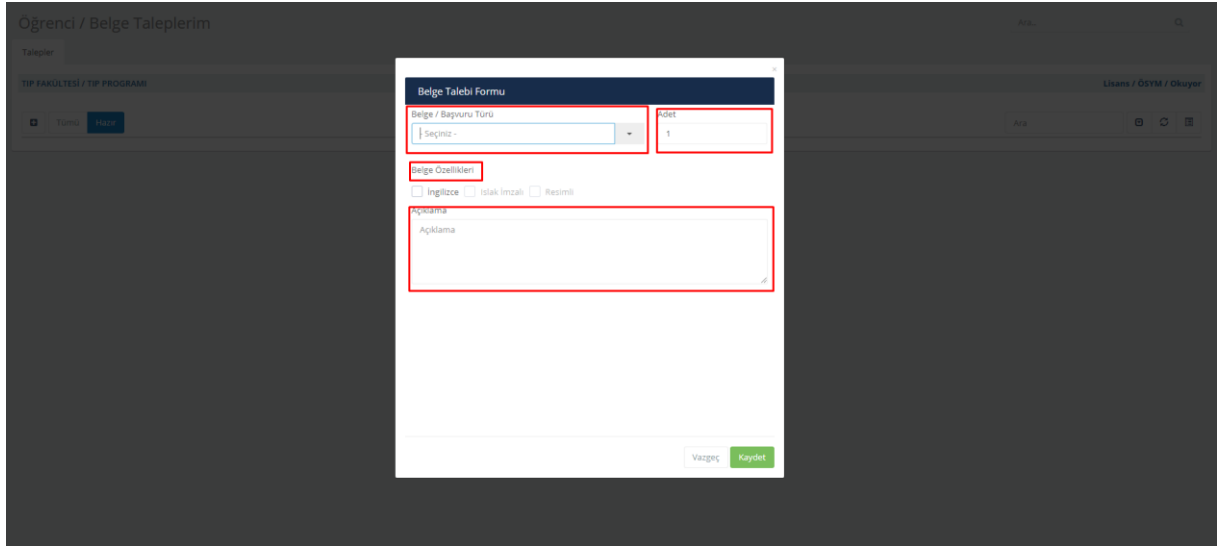 Öğrenci / Belge Taleplerim
Ara...
Talepler
TIP FAKÜLTESİ / TIP PROGRAMI
Lisans / ÖSYM / Okuyor
Tümü
Hazır
Ara
×
Belge Talebi Formu
Belge / Başvuru Türü
Adet
- Seçiniz -
1
Belge Özellikleri
İngilizce Islak İmzalı Resimli
Açıklama
Açıklama
Vazgeç
Kaydet